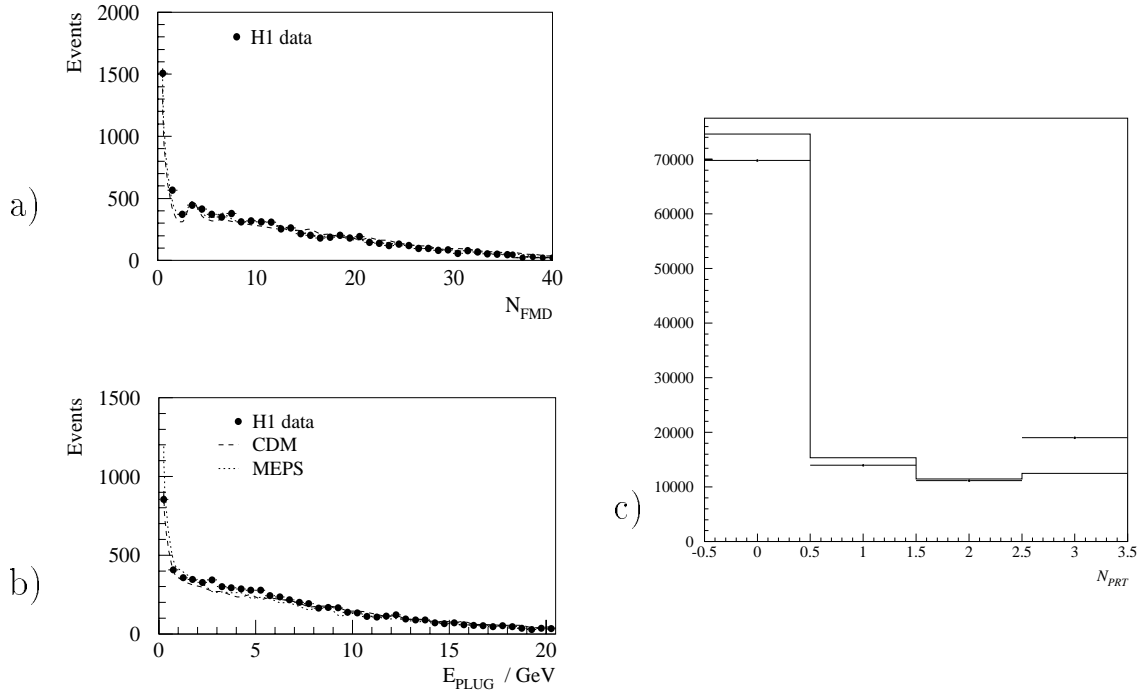 a)
Events
2000
1500
1000
500
0
H1 data
0 10 20 30 40
N_FMD
b)
Events
1500
1000
500
0
H1 data
CDM
MEPS
0 5 10 15 20
E_PLUG / GeV
c)
70000
60000
50000
40000
30000
20000
10000
0
-0.5 0 0.5 1 1.5 2 2.5 3 3.5
N_PRT